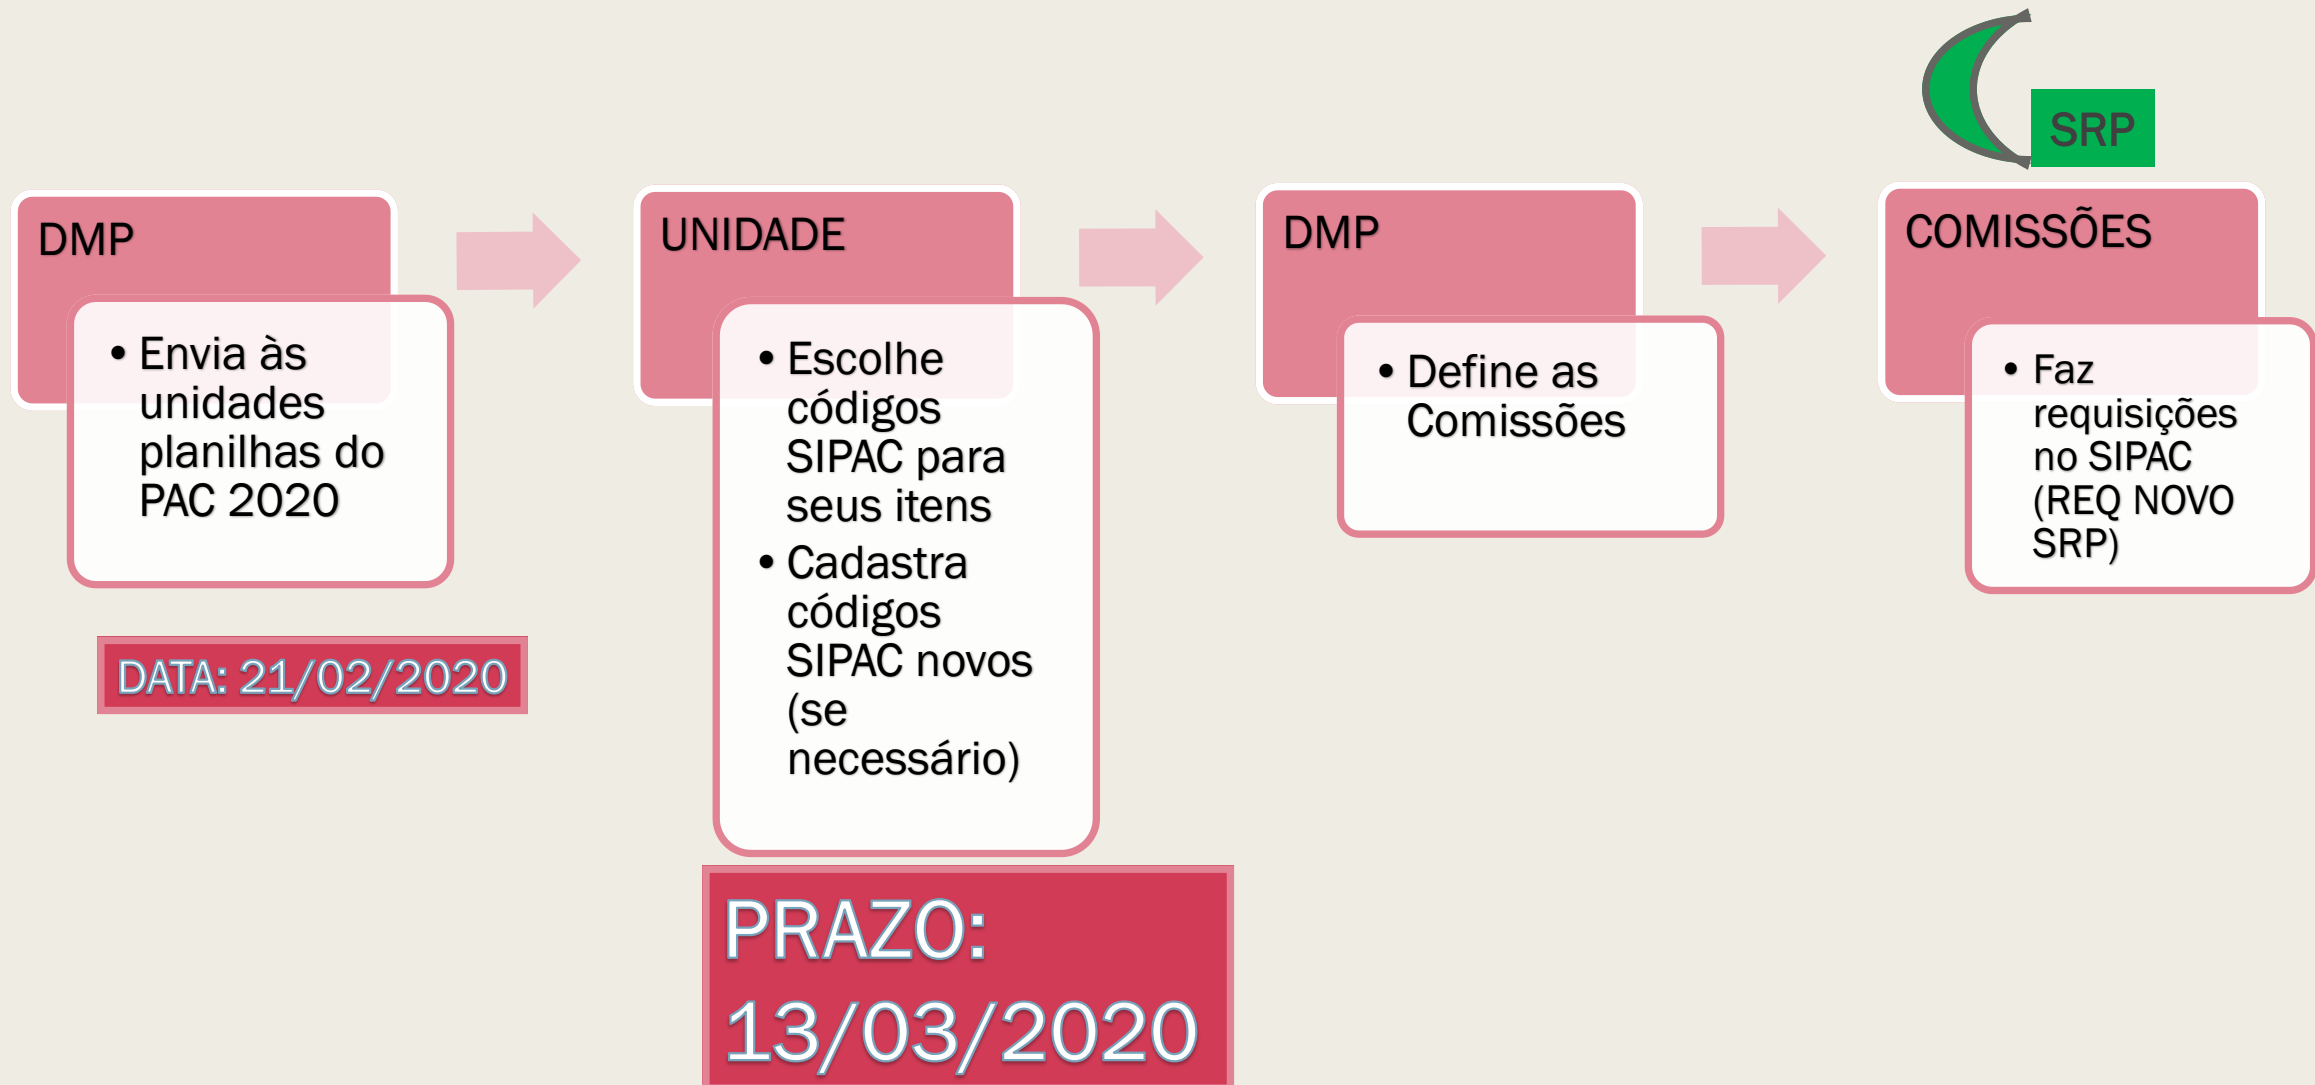 SRP
DMP
• Envia às
unidades
planilhas do
PAC 2020
DATA: 21/02/2020
UNIDADE
• Escolhe
códigos
SIPAC para
seus itens
• Cadastra
códigos
SIPAC novos
(se
necessário)
PRAZO:
13/03/2020
DMP
• Define as
Comissões
COMISSÕES
• Faz
requisições
no SIPAC
(REQ NOVO
SRP)